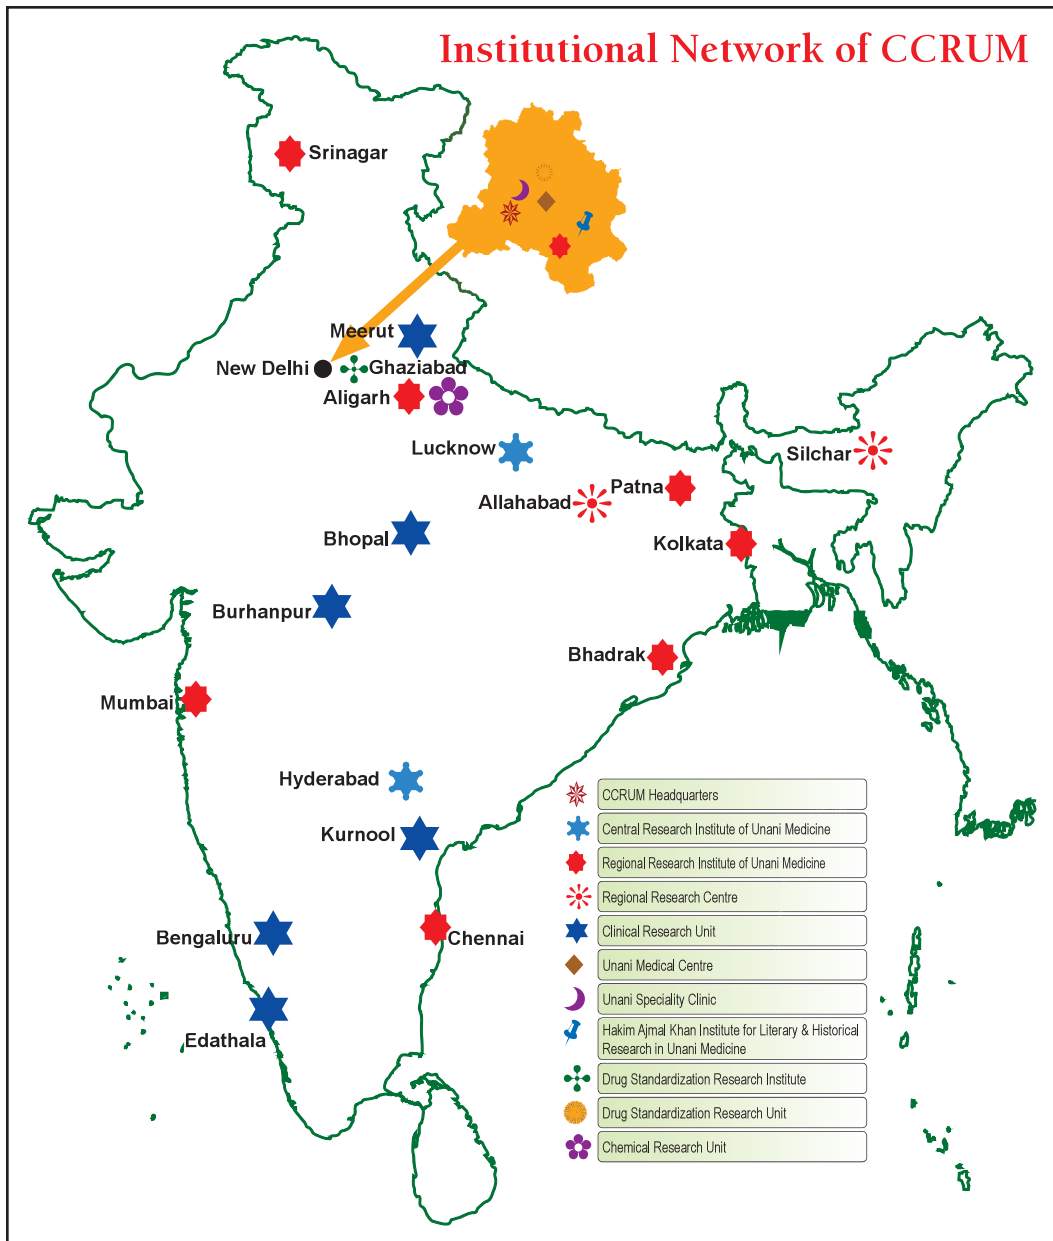 Institutional Network of CCRUM
Srinagar
Meerut
New Delhi
Ghaziabad
Aligarh
Lucknow
Silchar
Allahabad
Patna
Bhopal
Kolkata
Burhanpur
Bhadrak
Mumbai
Hyderabad
Kurnool
Bengaluru
Chennai
Edathala
CCRUM Headquarters
Central Research Institute of Unani Medicine
Regional Research Institute of Unani Medicine
Regional Research Centre
Clinical Research Unit
Unani Medical Centre
Unani Speciality Clinic
Hakim Ajmal Khan Institute for Literary & Historical
Research in Unani Medicine
Drug Standardization Research Institute
Drug Standardization Research Unit
Chemical Research Unit